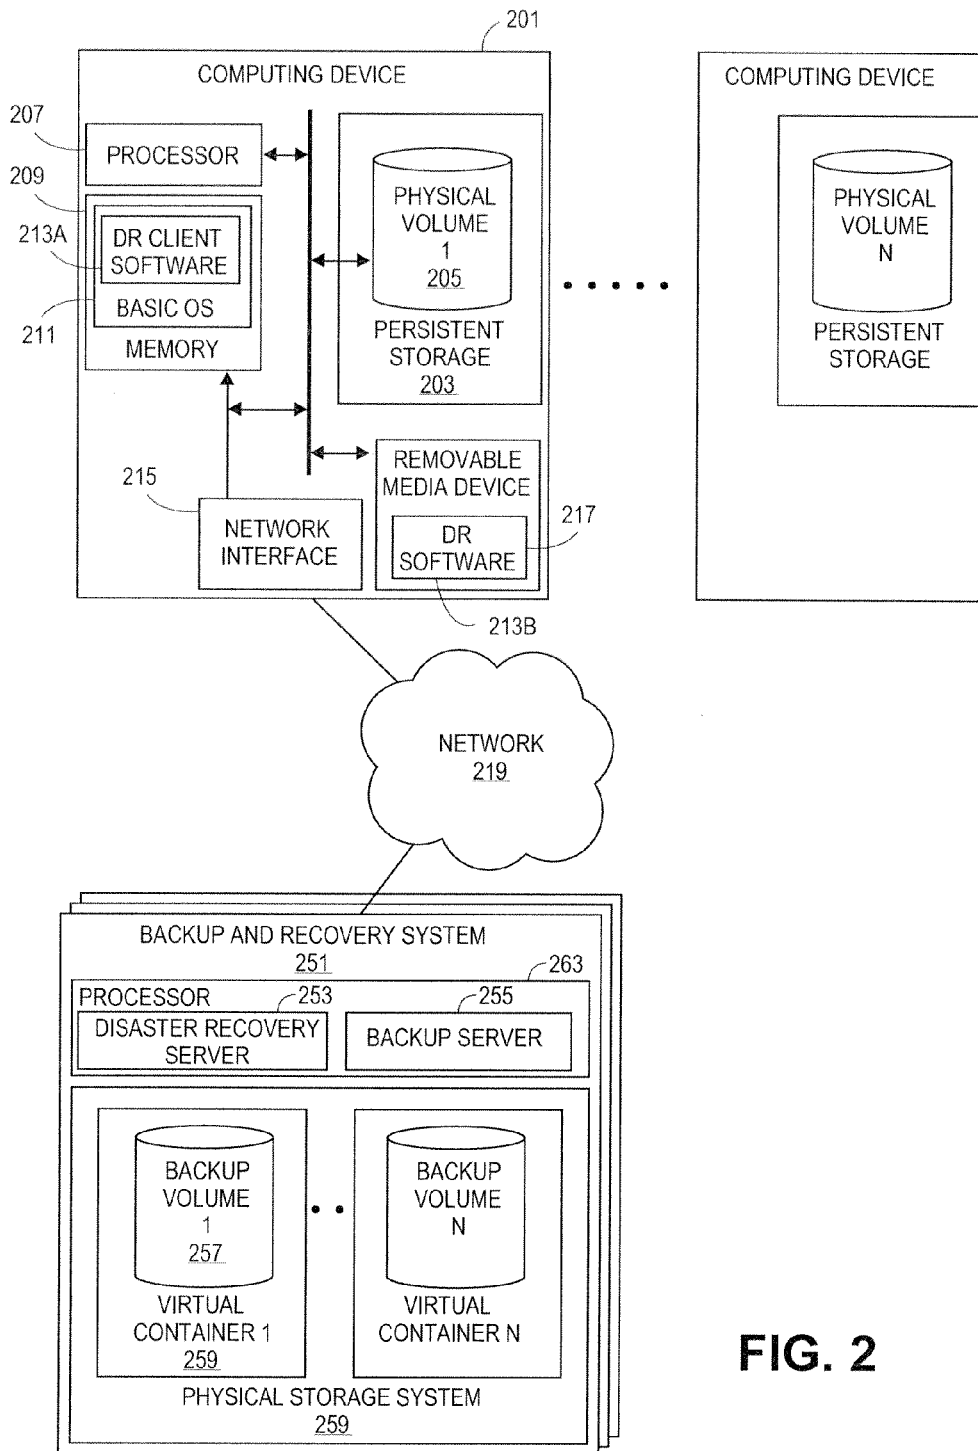 201
COMPUTING DEVICE
207
PROCESSOR
209
213A
DR CLIENT
SOFTWARE
BASIC OS
211
MEMORY
PHYSICAL
VOLUME
1
205
PERSISTENT
STORAGE
203
215
NETWORK
INTERFACE
REMOVABLE
MEDIA DEVICE
217
DR
SOFTWARE
213B
COMPUTING DEVICE
PHYSICAL
VOLUME
N
PERSISTENT
STORAGE
NETWORK
219
BACKUP AND RECOVERY SYSTEM
251
263
PROCESSOR
253
255
DISASTER RECOVERY
SERVER
BACKUP SERVER
BACKUP
VOLUME
1
257
VIRTUAL
CONTAINER 1
259
BACKUP
VOLUME
N
VIRTUAL
CONTAINER N
PHYSICAL STORAGE SYSTEM
259
FIG. 2